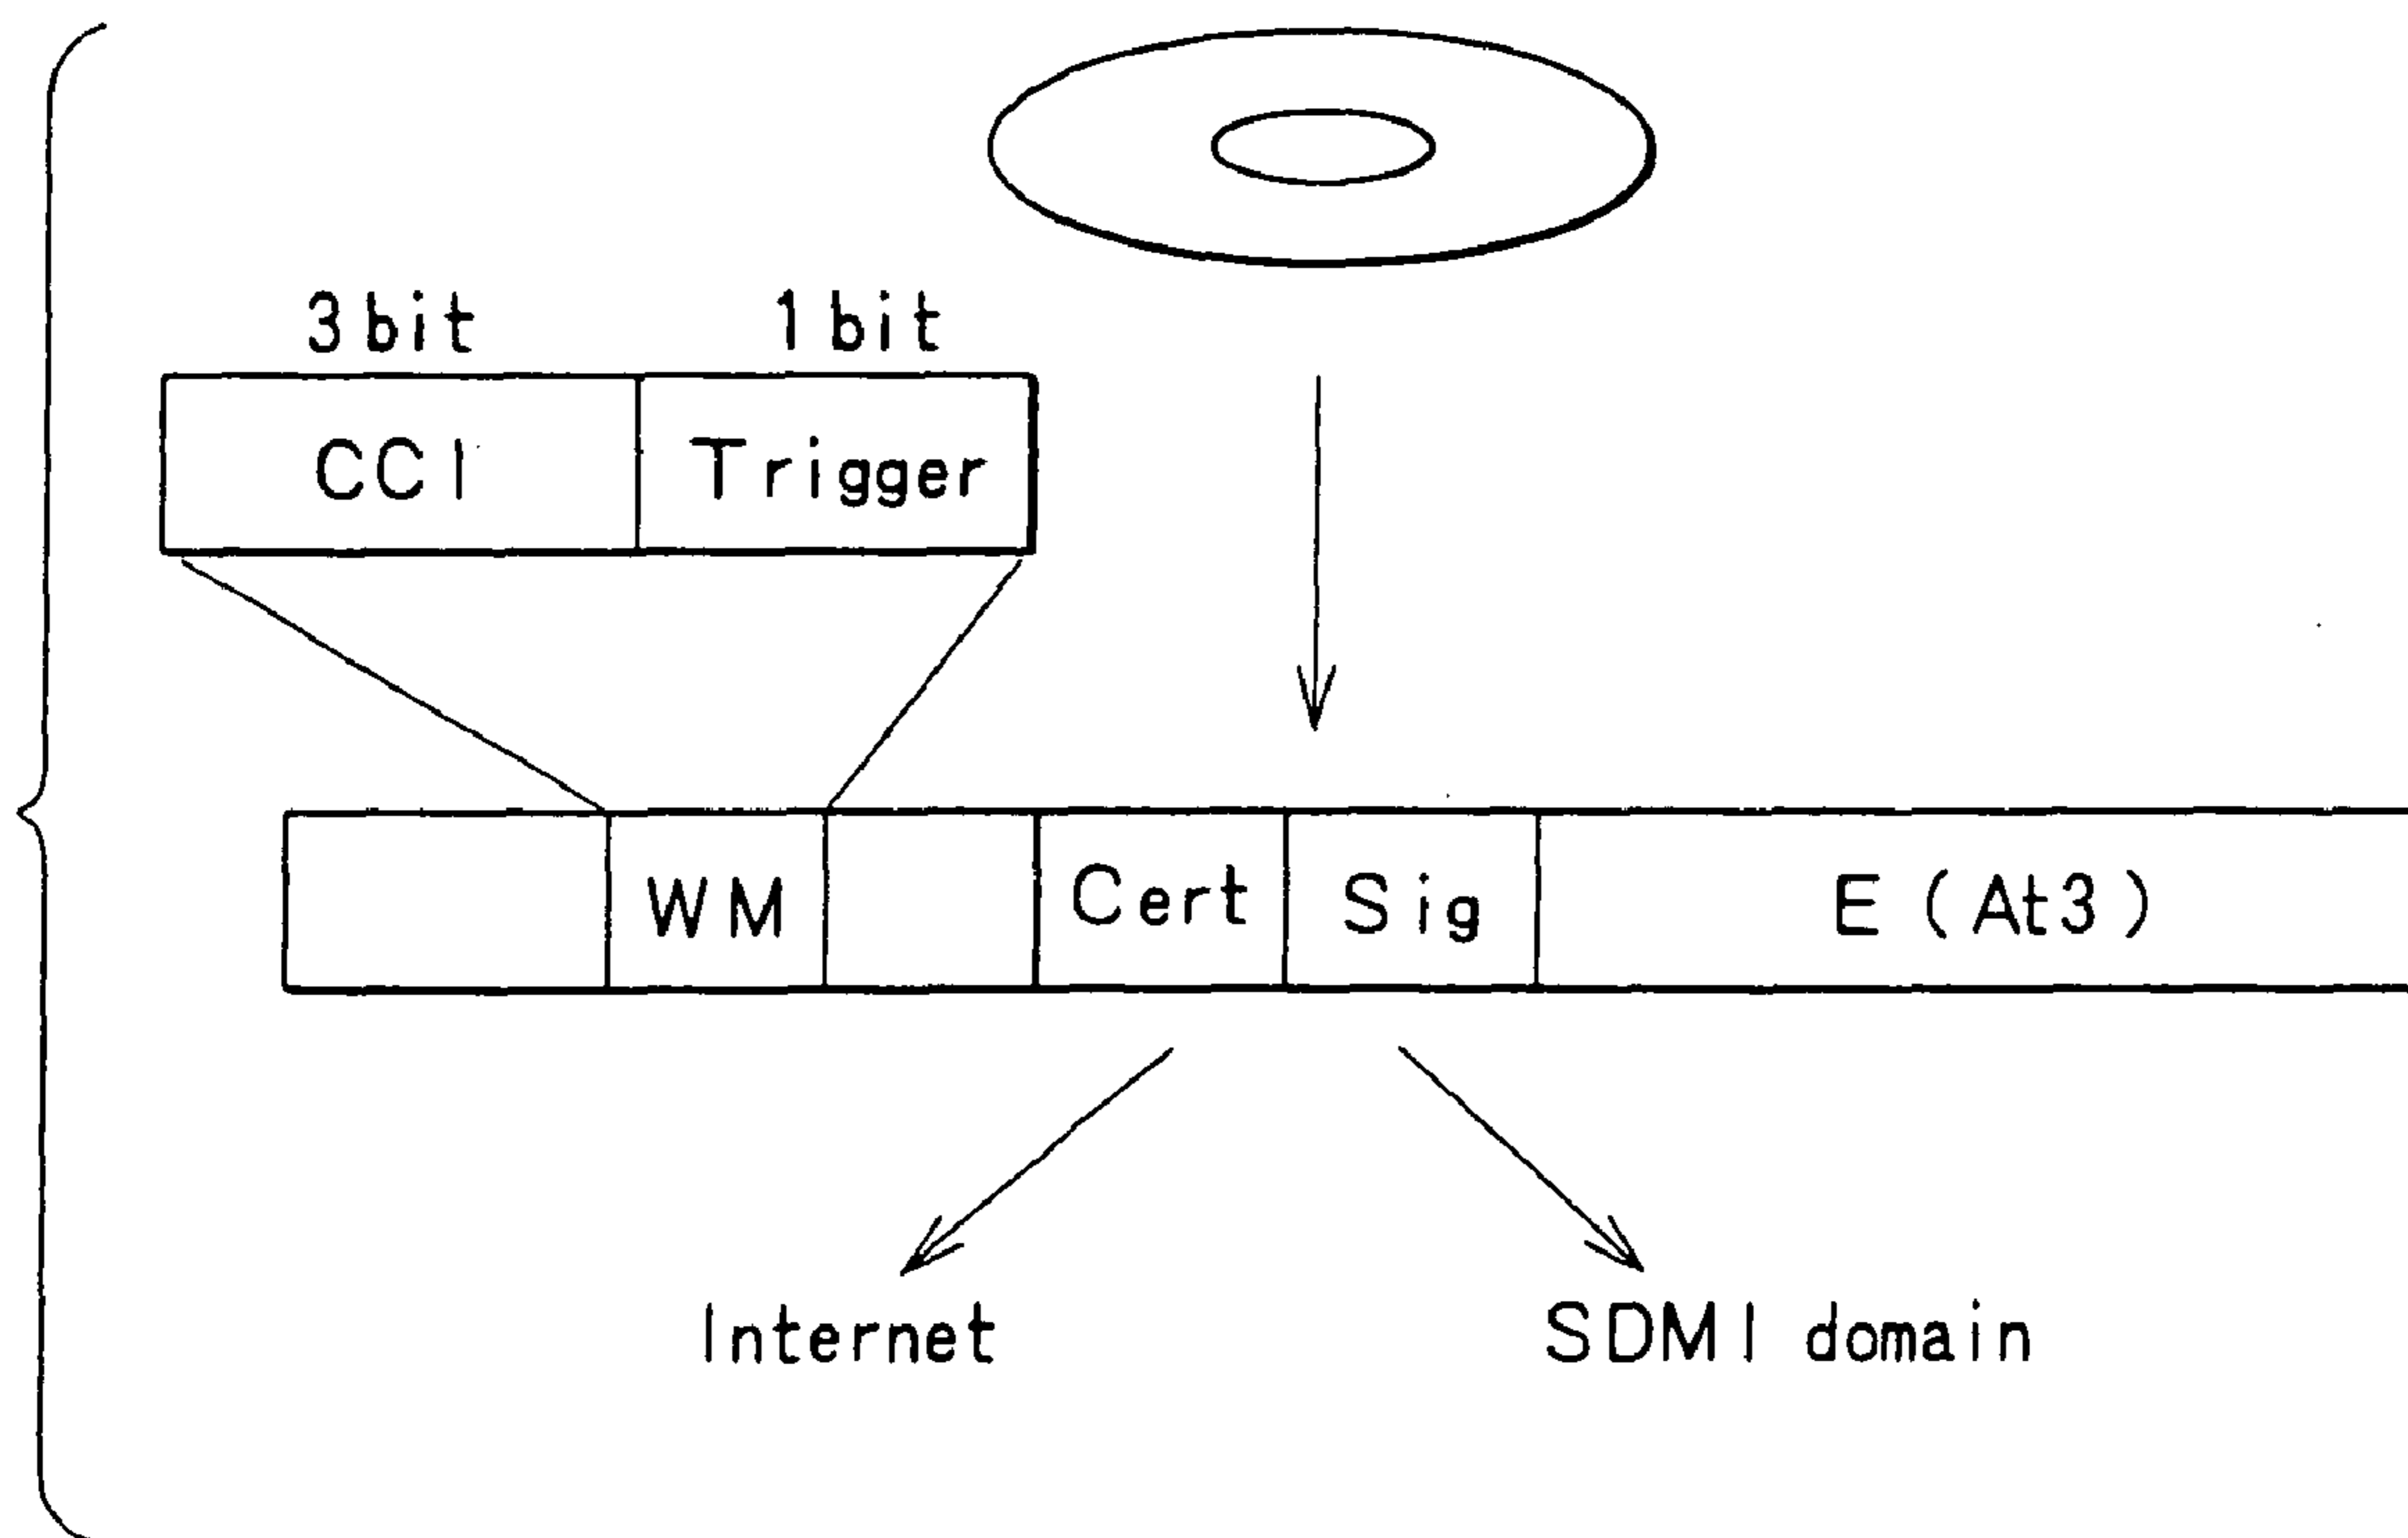 3bit 1bit
CCI Trigger
WM Cert Sig E (At3)
Internet SDMI domain